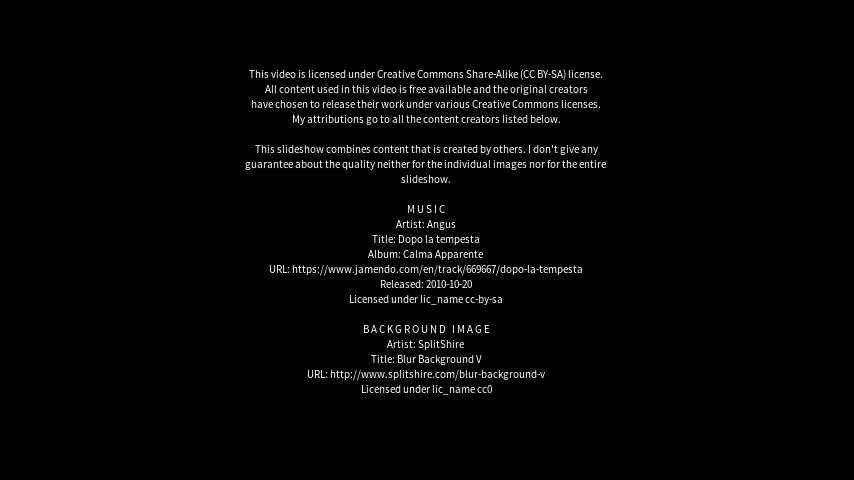 This video is licensed under Creative Commons Share-Alike (CC BY-SA) license.
All content used in this video is free available and the original creators
have chosen to release their work under various Creative Commons licenses.
My attributions go to all the content creators listed below.
This slideshow combines content that is created by others. I don't give any
guarantee about the quality neither for the individual images nor for the entire
slideshow.
MUSIC
Artist: Angus
Title: Dopo la tempesta
Album: Calma Apparente
URL: https://www.jamendo.com/en/track/669667/dopo-la-tempesta
Released: 2010-10-20
Licensed under lic_name cc-by-sa
BACKGROUND IMAGE
Artist: SplitShire
Title: Blur Background V
URL: http://www.splitshire.com/blur-background-v
Licensed under lic_name cc0